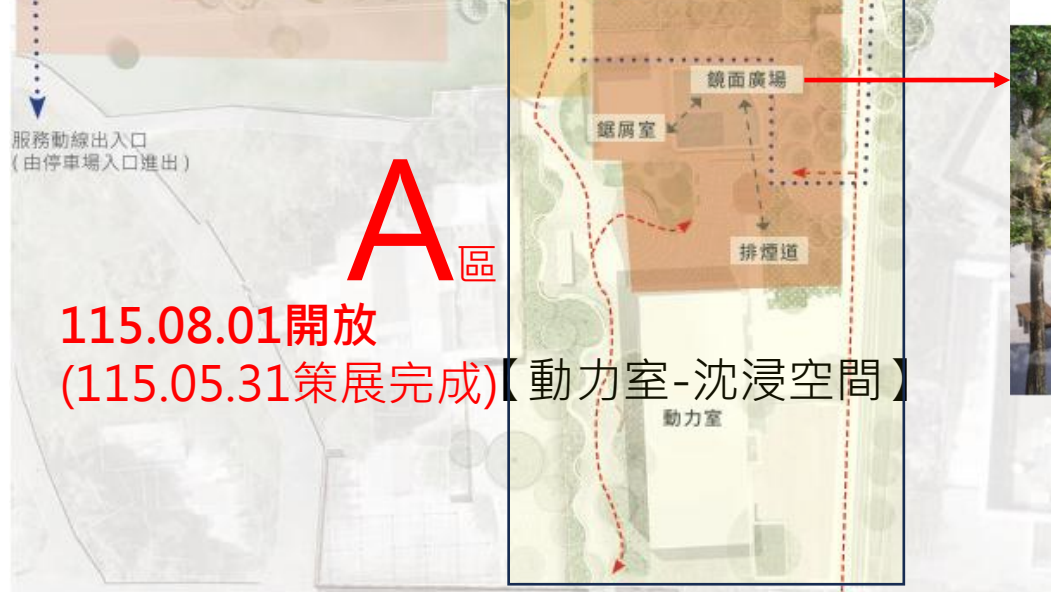 鏡面廣場
鋸屑室
服務動線出入口
(由停車場入口進出)
A區
排煙道
115.08.01開放
(115.05.31策展完成)【動力室-沈浸空間】
動力室